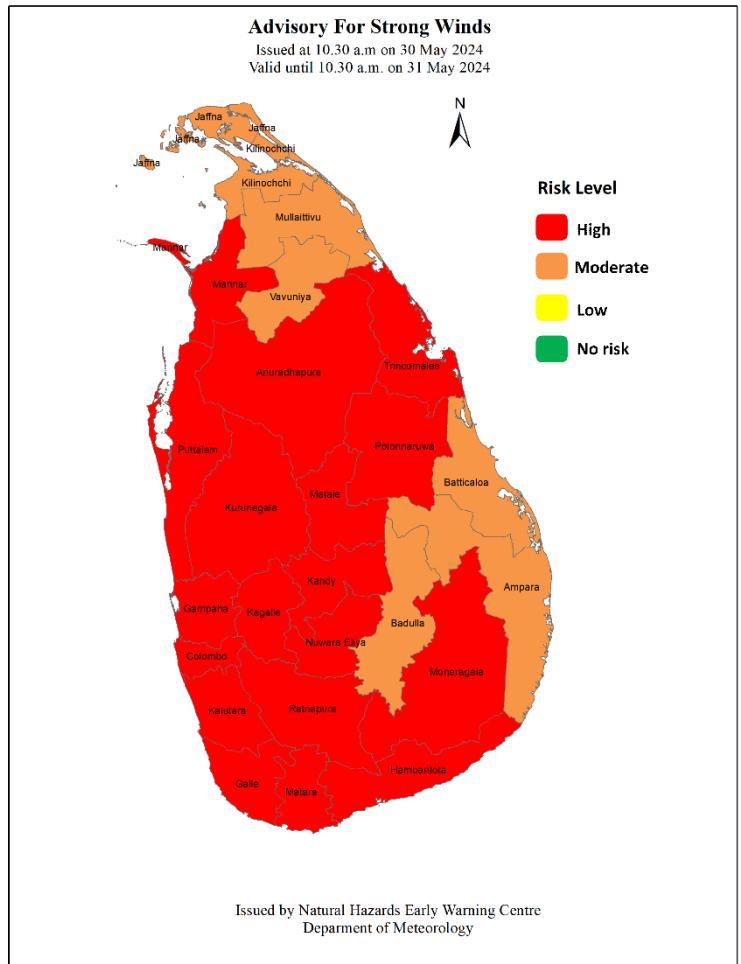 Advisory For Strong Winds
Issued at 10.30 a.m on 30 May 2024
Valid until 10.30 a.m. on 31 May 2024
N
Jaffna
Jaffna
Jaffna
Kilinochchi
Jaffna
Kilinochchi
Mullaittivu
Mannar
Mannar
Vavuniya
Anuradhapura
Trincomalee
Polonnaruwa
Puttalam
Batticaloa
Matale
Kurunegala
Kandy
Ampara
Gampaha
Kegalle
Badulla
Nuwara Eliya
Colombo
Moneragala
Kalutara
Ratnapura
Hambantota
Galle
Matara
Risk Level
High
Moderate
Low
No risk
Issued by Natural Hazards Early Warning Centre
Deparment of Meteorology